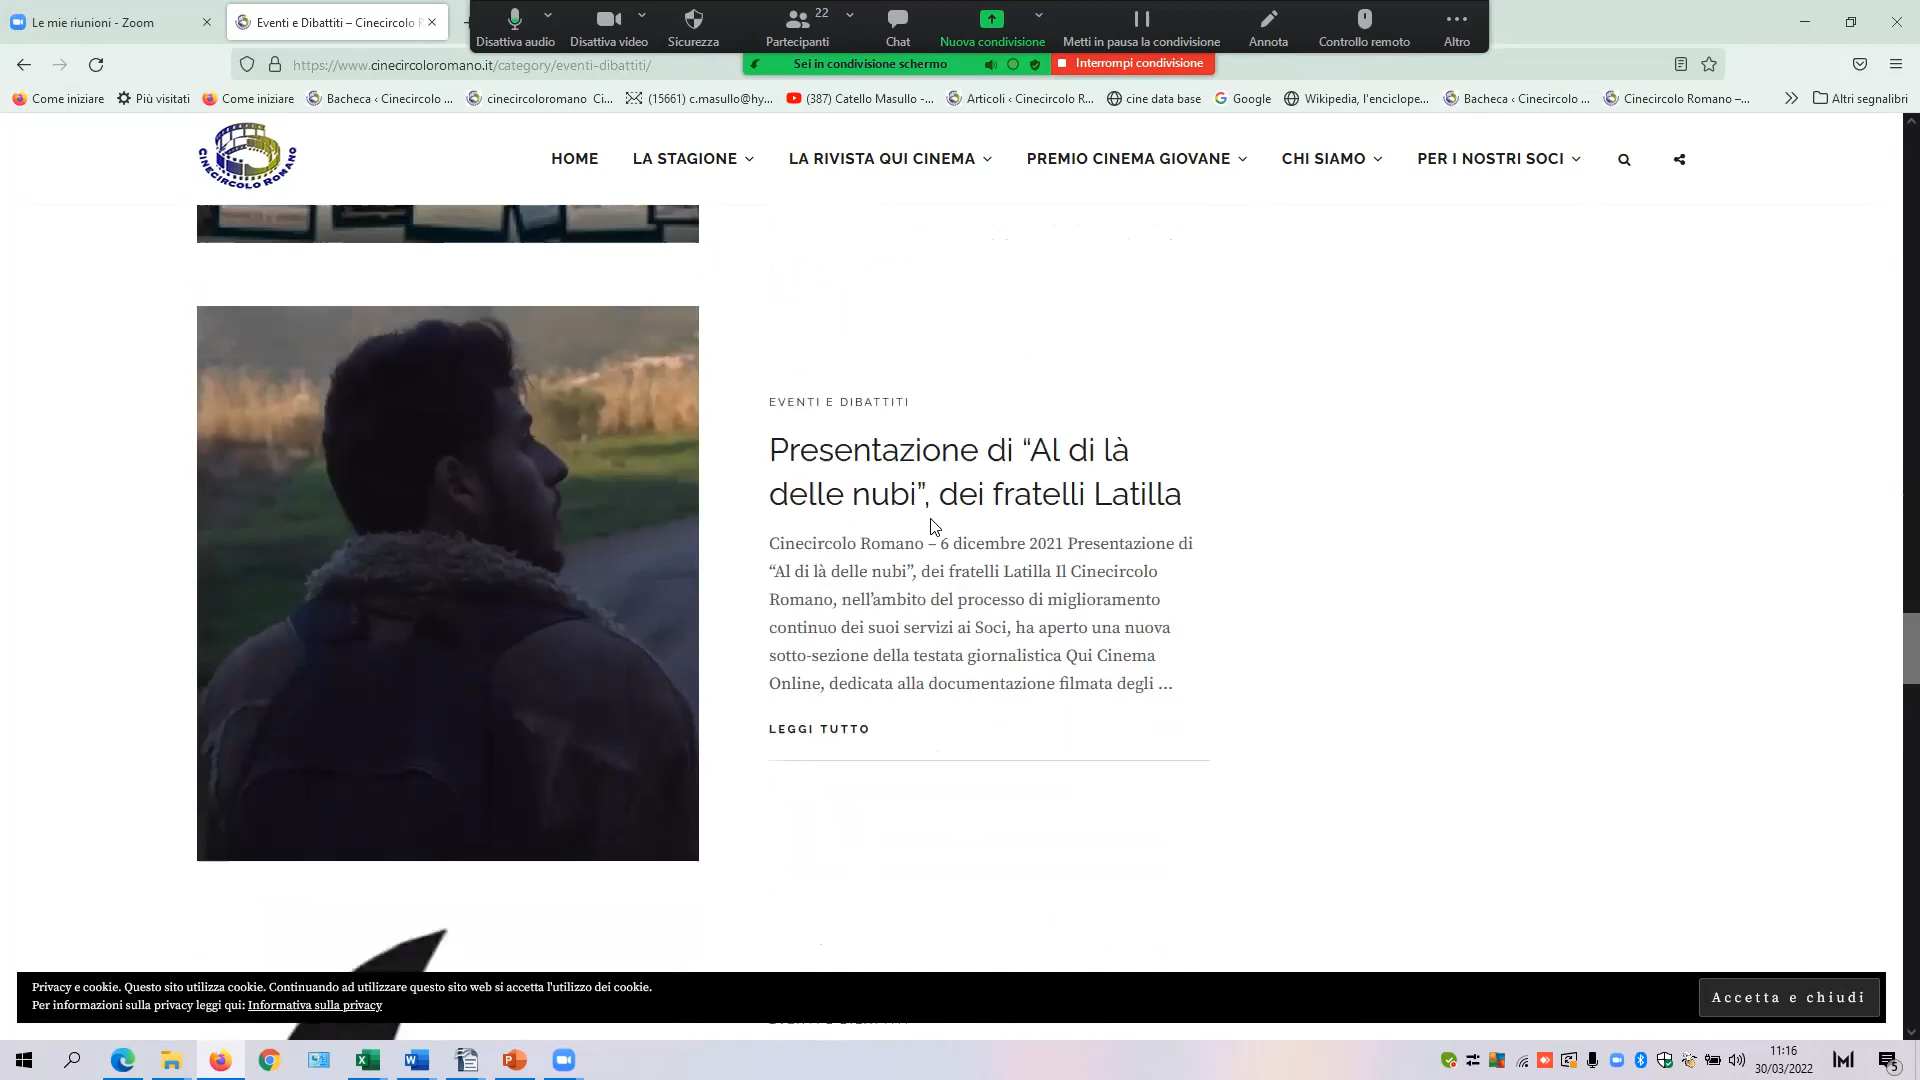 Le mie riunioni - Zoom
Eventi e Dibattiti – Cinecircolo R
Disattiva audio
Disattiva video
Sicurezza
22
Partecipanti
Chat
Nuova condivisione
Metti in pausa la condivisione
Annota
Controllo remoto
Altro
https://www.cinecircoloromano.it/category/eventi-dibattiti/
Sei in condivisione schermo
Interrompi condivisione
Come iniziare
Più visitati
Come iniziare
Bacheca ‹ Cinecircolo ...
cinecircoloromano Ci...
(15661) c.masullo@hy...
(387) Catello Masullo -...
Articoli ‹ Cinecircolo R...
cine data base
Google
Wikipedia, l'enciclope...
Bacheca ‹ Cinecircolo ...
Cinecircolo Romano –...
Altri segnalibri
CINECIRCOLO ROMANO
HOME
LA STAGIONE
LA RIVISTA QUI CINEMA
PREMIO CINEMA GIOVANE
CHI SIAMO
PER I NOSTRI SOCI
EVENTI E DIBATTITI
Presentazione di “Al di là
delle nubi”, dei fratelli Latilla
Cinecircolo Romano – 6 dicembre 2021 Presentazione di
“Al di là delle nubi”, dei fratelli Latilla Il Cinecircolo
Romano, nell’ambito del processo di miglioramento
continuo dei suoi servizi ai Soci, ha aperto una nuova
sotto-sezione della testata giornalistica Qui Cinema
Online, dedicata alla documentazione filmata degli …
LEGGI TUTTO
Privacy e cookie. Questo sito utilizza cookie. Continuando ad utilizzare questo sito web si accetta l'utilizzo dei cookie.
Per informazioni sulla privacy leggi qui: Informativa sulla privacy
Accetta e chiudi
11:16
30/03/2022
5